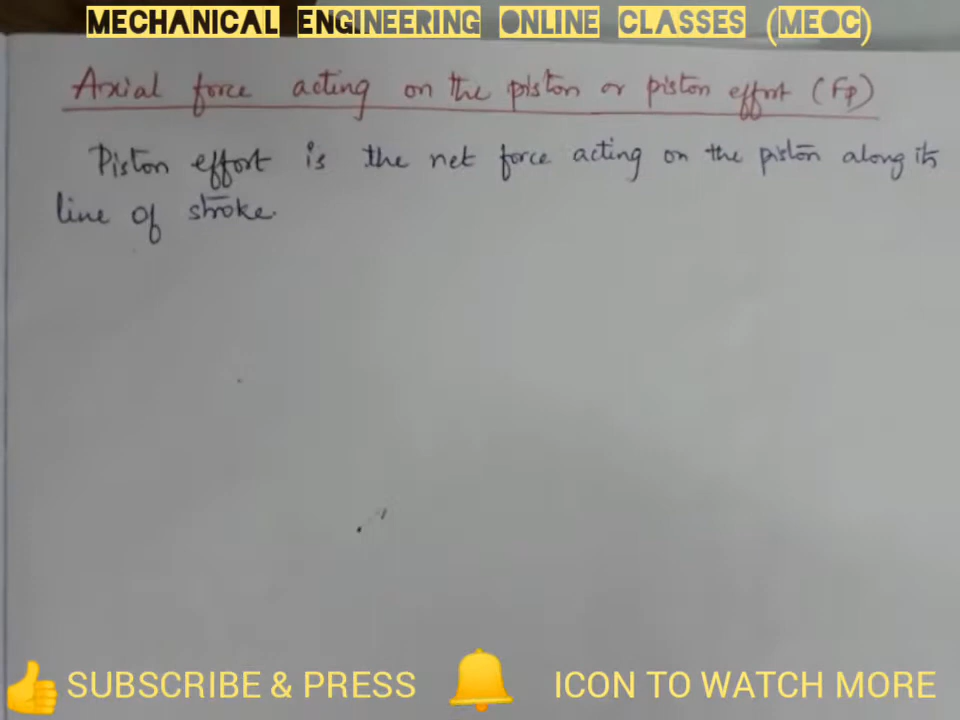 MECHANICAL ENGINEERING ONLINE CLASSES (MEOC)
Axial force acting on the piston or piston effort (Fp)
Piston effort is the net force acting on the piston along its
line of stroke.
SUBSCRIBE & PRESS ICON TO WATCH MORE